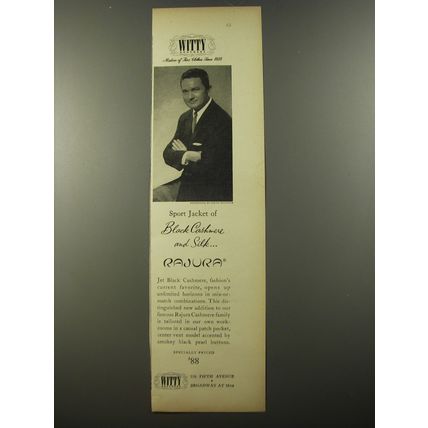 WITTY
BROTHERS
Makers of Fine Clothes Since 1888
Sport Jacket of
Black Cashmere
and Silk...
RAJURA®
Jet Black Cashmere, fashion's
current favorite, opens up
unlimited horizons in mix-or-
match combinations. This dis-
tinguished new addition to our
famous Rajura Cashmere family
is tailored in our own work-
rooms in a casual patch pocket,
center vent model accented by
smokey black pearl buttons.
SPECIALLY PRICED
$88
WITTY
BROTHERS
FIFTH AVENUE
BROADWAY AT